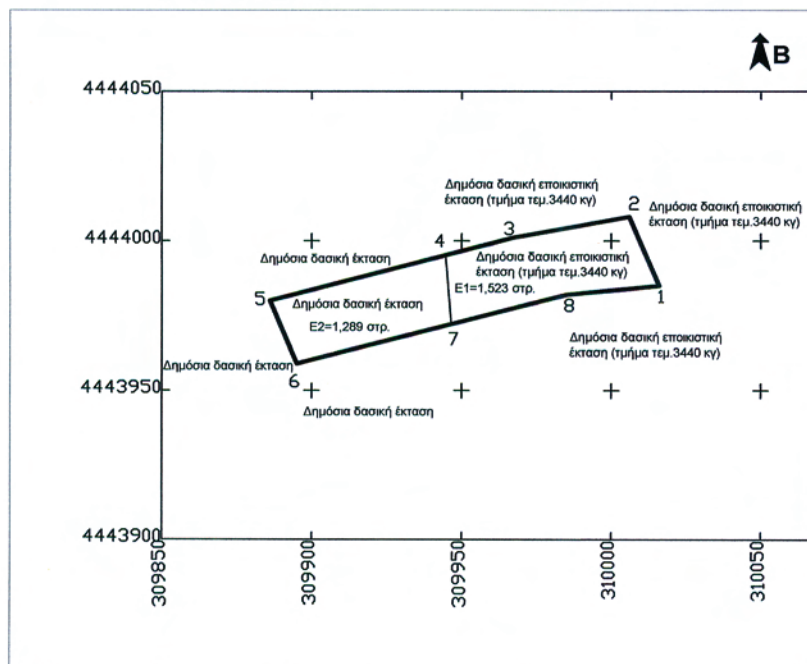 Β
4444050
Δημόσια δασική εποικιστική
έκταση (τμήμα τεμ.3440 κγ)
2
Δημόσια δασική εποικιστική
έκταση (τμήμα τεμ.3440 κγ)
3
4444000
4
Δημόσια δασική έκταση
Δημόσια δασική εποικιστική
έκταση (τμήμα τεμ.3440 κγ)
Ε1=1,523 στρ.
5
Δημόσια δασική έκταση
Ε2=1,289 στρ.
8
1
7
Δημόσια δασική εποικιστική
έκταση (τμήμα τεμ.3440 κγ)
Δημόσια δασική έκταση
6
4443950
Δημόσια δασική έκταση
4443900
309850
309900
309950
310000
310050